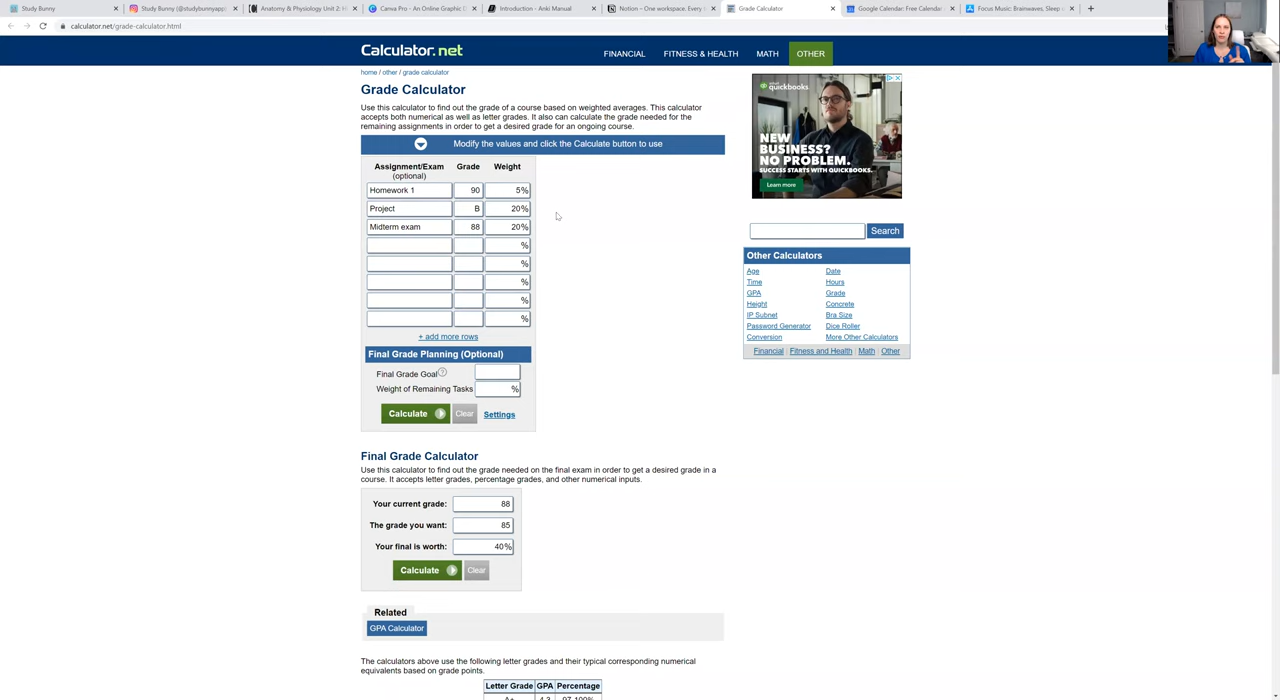 Study Bunny
Study Bunny (@studybunnyapp
Anatomy & Physiology Unit 2:
Canva Pro - An Online Graphic
Introduction - Anki Manual
Notion – One workspace. Every
Grade Calculator
Google Calendar: Free Calendar
Focus Music: Brainwaves, Sleep
calculator.net/grade-calculator.html
Calculator.net
FINANCIAL
FITNESS & HEALTH
MATH
OTHER
home / other / grade calculator
Grade Calculator
Use this calculator to find out the grade of a course based on weighted averages. This calculator
accepts both numerical as well as letter grades. It also can calculate the grade needed for the
remaining assignments in order to get a desired grade for an ongoing course.
Modify the values and click the Calculate button to use
Assignment/Exam Grade Weight
(optional)
Homework 1 90 5%
Project B 20%
Midterm exam 88 20%
%
%
%
%
%
+ add more rows
Final Grade Planning (Optional)
Final Grade Goal ?
Weight of Remaining Tasks %
Calculate Clear Settings
Final Grade Calculator
Use this calculator to find out the grade needed on the final exam in order to get a desired grade in a
course. It accepts letter grades, percentage grades, and other numerical inputs.
Your current grade: 88
The grade you want: 85
Your final is worth: 40%
Calculate Clear
Related
GPA Calculator
The calculators above use the following letter grades and their typical corresponding numerical
equivalents based on grade points.
Letter Grade GPA Percentage
A+ 4.3 97-100%
quickbooks
NEW
BUSINESS?
NO PROBLEM.
SUCCESS STARTS WITH QUICKBOOKS.
Learn more
Search
Other Calculators
Age Date
Time Hours
GPA Grade
Height Concrete
IP Subnet Bra Size
Password Generator Dice Roller
Conversion More Other Calculators
Financial | Fitness and Health | Math | Other